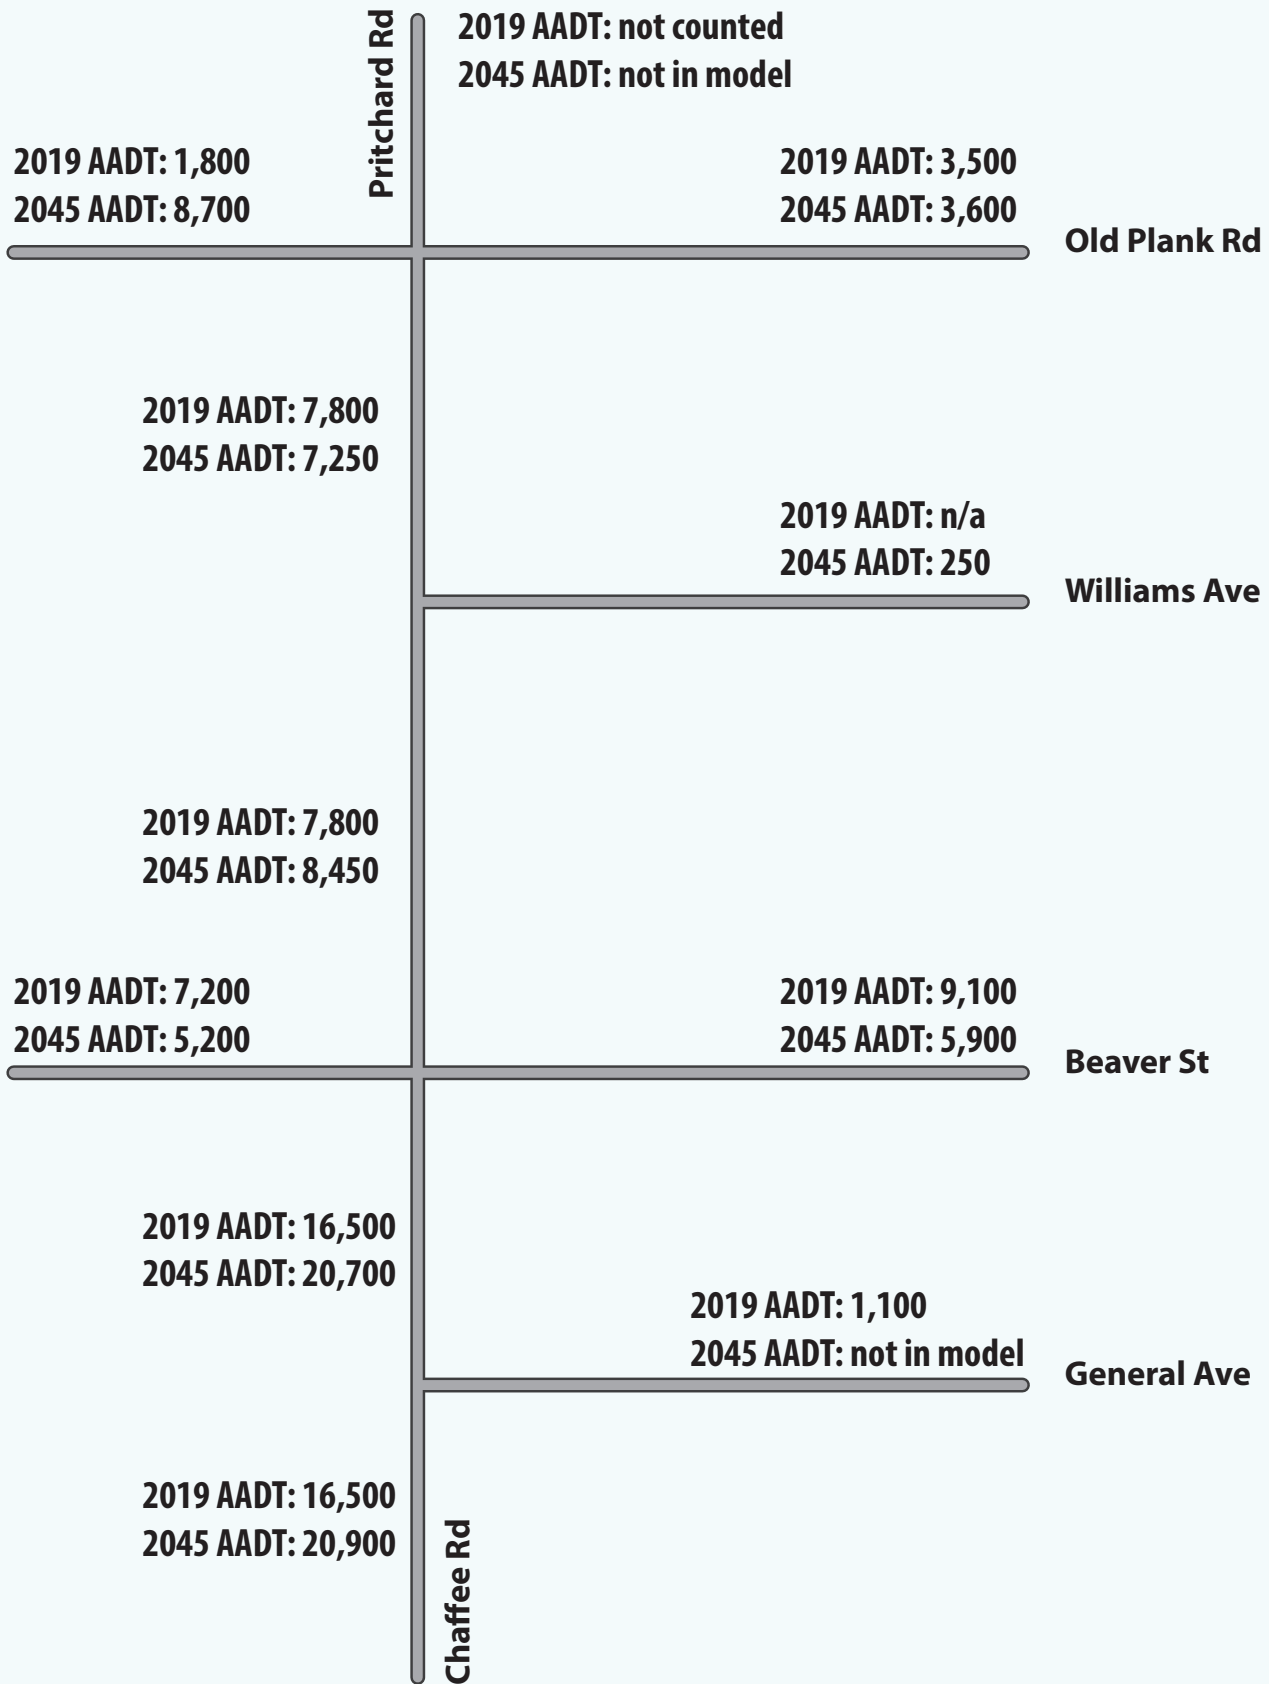 Pritchard Rd
2019 AADT: not counted
2045 AADT: not in model
2019 AADT: 1,800
2045 AADT: 8,700
2019 AADT: 3,500
2045 AADT: 3,600
Old Plank Rd
2019 AADT: 7,800
2045 AADT: 7,250
2019 AADT: n/a
2045 AADT: 250
Williams Ave
2019 AADT: 7,800
2045 AADT: 8,450
2019 AADT: 7,200
2045 AADT: 5,200
2019 AADT: 9,100
2045 AADT: 5,900
Beaver St
2019 AADT: 16,500
2045 AADT: 20,700
2019 AADT: 1,100
2045 AADT: not in model
General Ave
2019 AADT: 16,500
2045 AADT: 20,900
Chaffee Rd